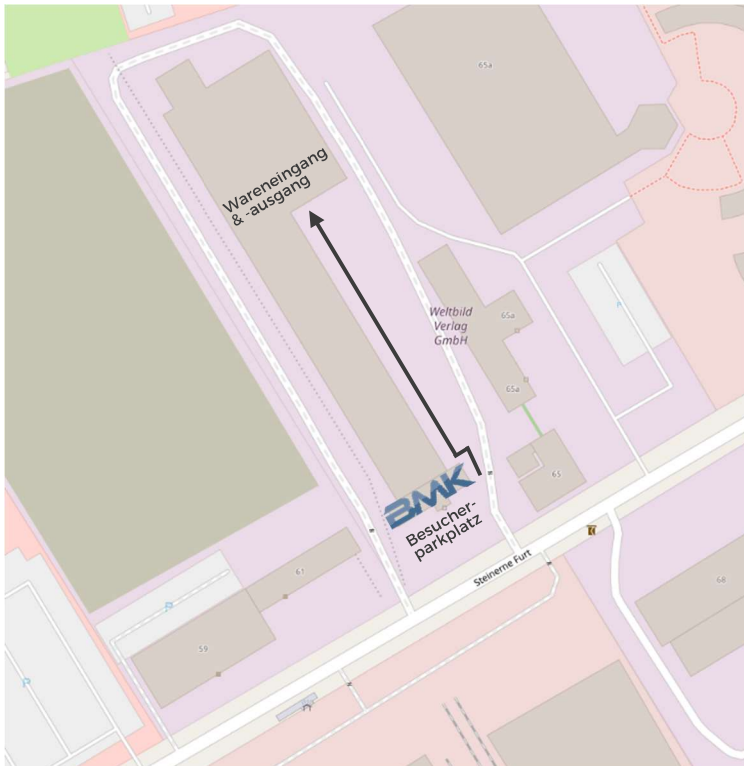 65a
Wareneingang
& -ausgang
Weltbild
Verlag
GmbH
65a
65a
65
BMK
Besucher-
parkplatz
Steinerne Furt
61
59
68
P
P
P